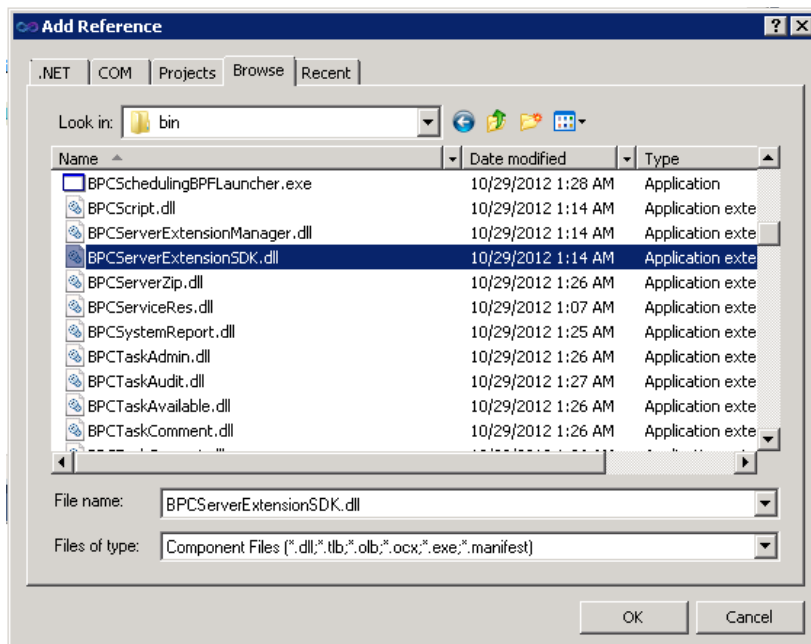 Add Reference
.NET COM Projects Browse Recent
Look in: bin
Name Date modified Type
BPCSchedulingBPFLauncher.exe 10/29/2012 1:28 AM Application
BPCScript.dll 10/29/2012 1:14 AM Application exte
BPCServerExtensionManager.dll 10/29/2012 1:14 AM Application exte
BPCServerExtensionSDK.dll 10/29/2012 1:14 AM Application exte
BPCServerZip.dll 10/29/2012 1:26 AM Application exte
BPCServiceRes.dll 10/29/2012 1:07 AM Application exte
BPCSystemReport.dll 10/29/2012 1:25 AM Application exte
BPCTaskAdmin.dll 10/29/2012 1:26 AM Application exte
BPCTaskAudit.dll 10/29/2012 1:27 AM Application exte
BPCTaskAvailable.dll 10/29/2012 1:26 AM Application exte
BPCTaskComment.dll 10/29/2012 1:26 AM Application exte
File name: BPCServerExtensionSDK.dll
Files of type: Component Files (*.dll;*.tlb;*.olb;*.ocx;*.exe;*.manifest)
OK Cancel